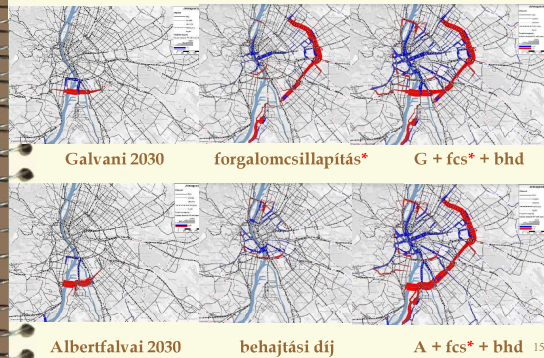 Galvani 2030 forgalomcsillapítás* G + fcs* + bhd
Albertfalvai 2030 behajtási díj A + fcs* + bhd 15